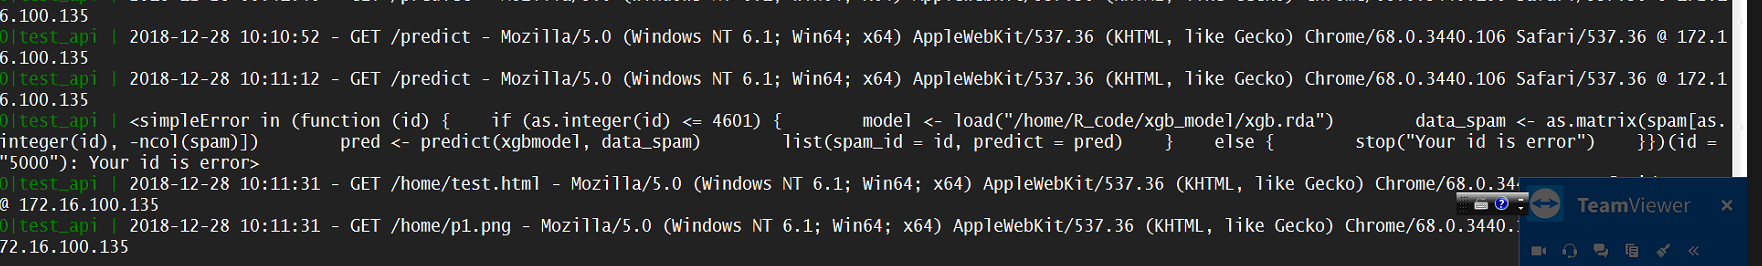 6.100.135
0|test_api | 2018-12-28 10:10:52 - GET /predict - Mozilla/5.0 (Windows NT 6.1; Win64; x64) AppleWebKit/537.36 (KHTML, like Gecko) Chrome/68.0.3440.106 Safari/537.36 @ 172.1
6.100.135
0|test_api | 2018-12-28 10:11:12 - GET /predict - Mozilla/5.0 (Windows NT 6.1; Win64; x64) AppleWebKit/537.36 (KHTML, like Gecko) Chrome/68.0.3440.106 Safari/537.36 @ 172.1
6.100.135
0|test_api | <simpleError in (function (id) {    if (as.integer(id) <= 4601) {        model <- load("/home/R_code/xgb_model/xgb.rda")        data_spam <- as.matrix(spam[as.
integer(id), -ncol(spam)])        pred <- predict(xgbmodel, data_spam)        list(spam_id = id, predict = pred)    }    else {        stop("Your id is error")    }})(id =
"5000"): Your id is error>
0|test_api | 2018-12-28 10:11:31 - GET /home/test.html - Mozilla/5.0 (Windows NT 6.1; Win64; x64) AppleWebKit/537.36 (KHTML, like Gecko) Chrome/68.0.344
@ 172.16.100.135
0|test_api | 2018-12-28 10:11:31 - GET /home/p1.png - Mozilla/5.0 (Windows NT 6.1; Win64; x64) AppleWebKit/537.36 (KHTML, like Gecko) Chrome/68.0.3440.
72.16.100.135
TeamViewer